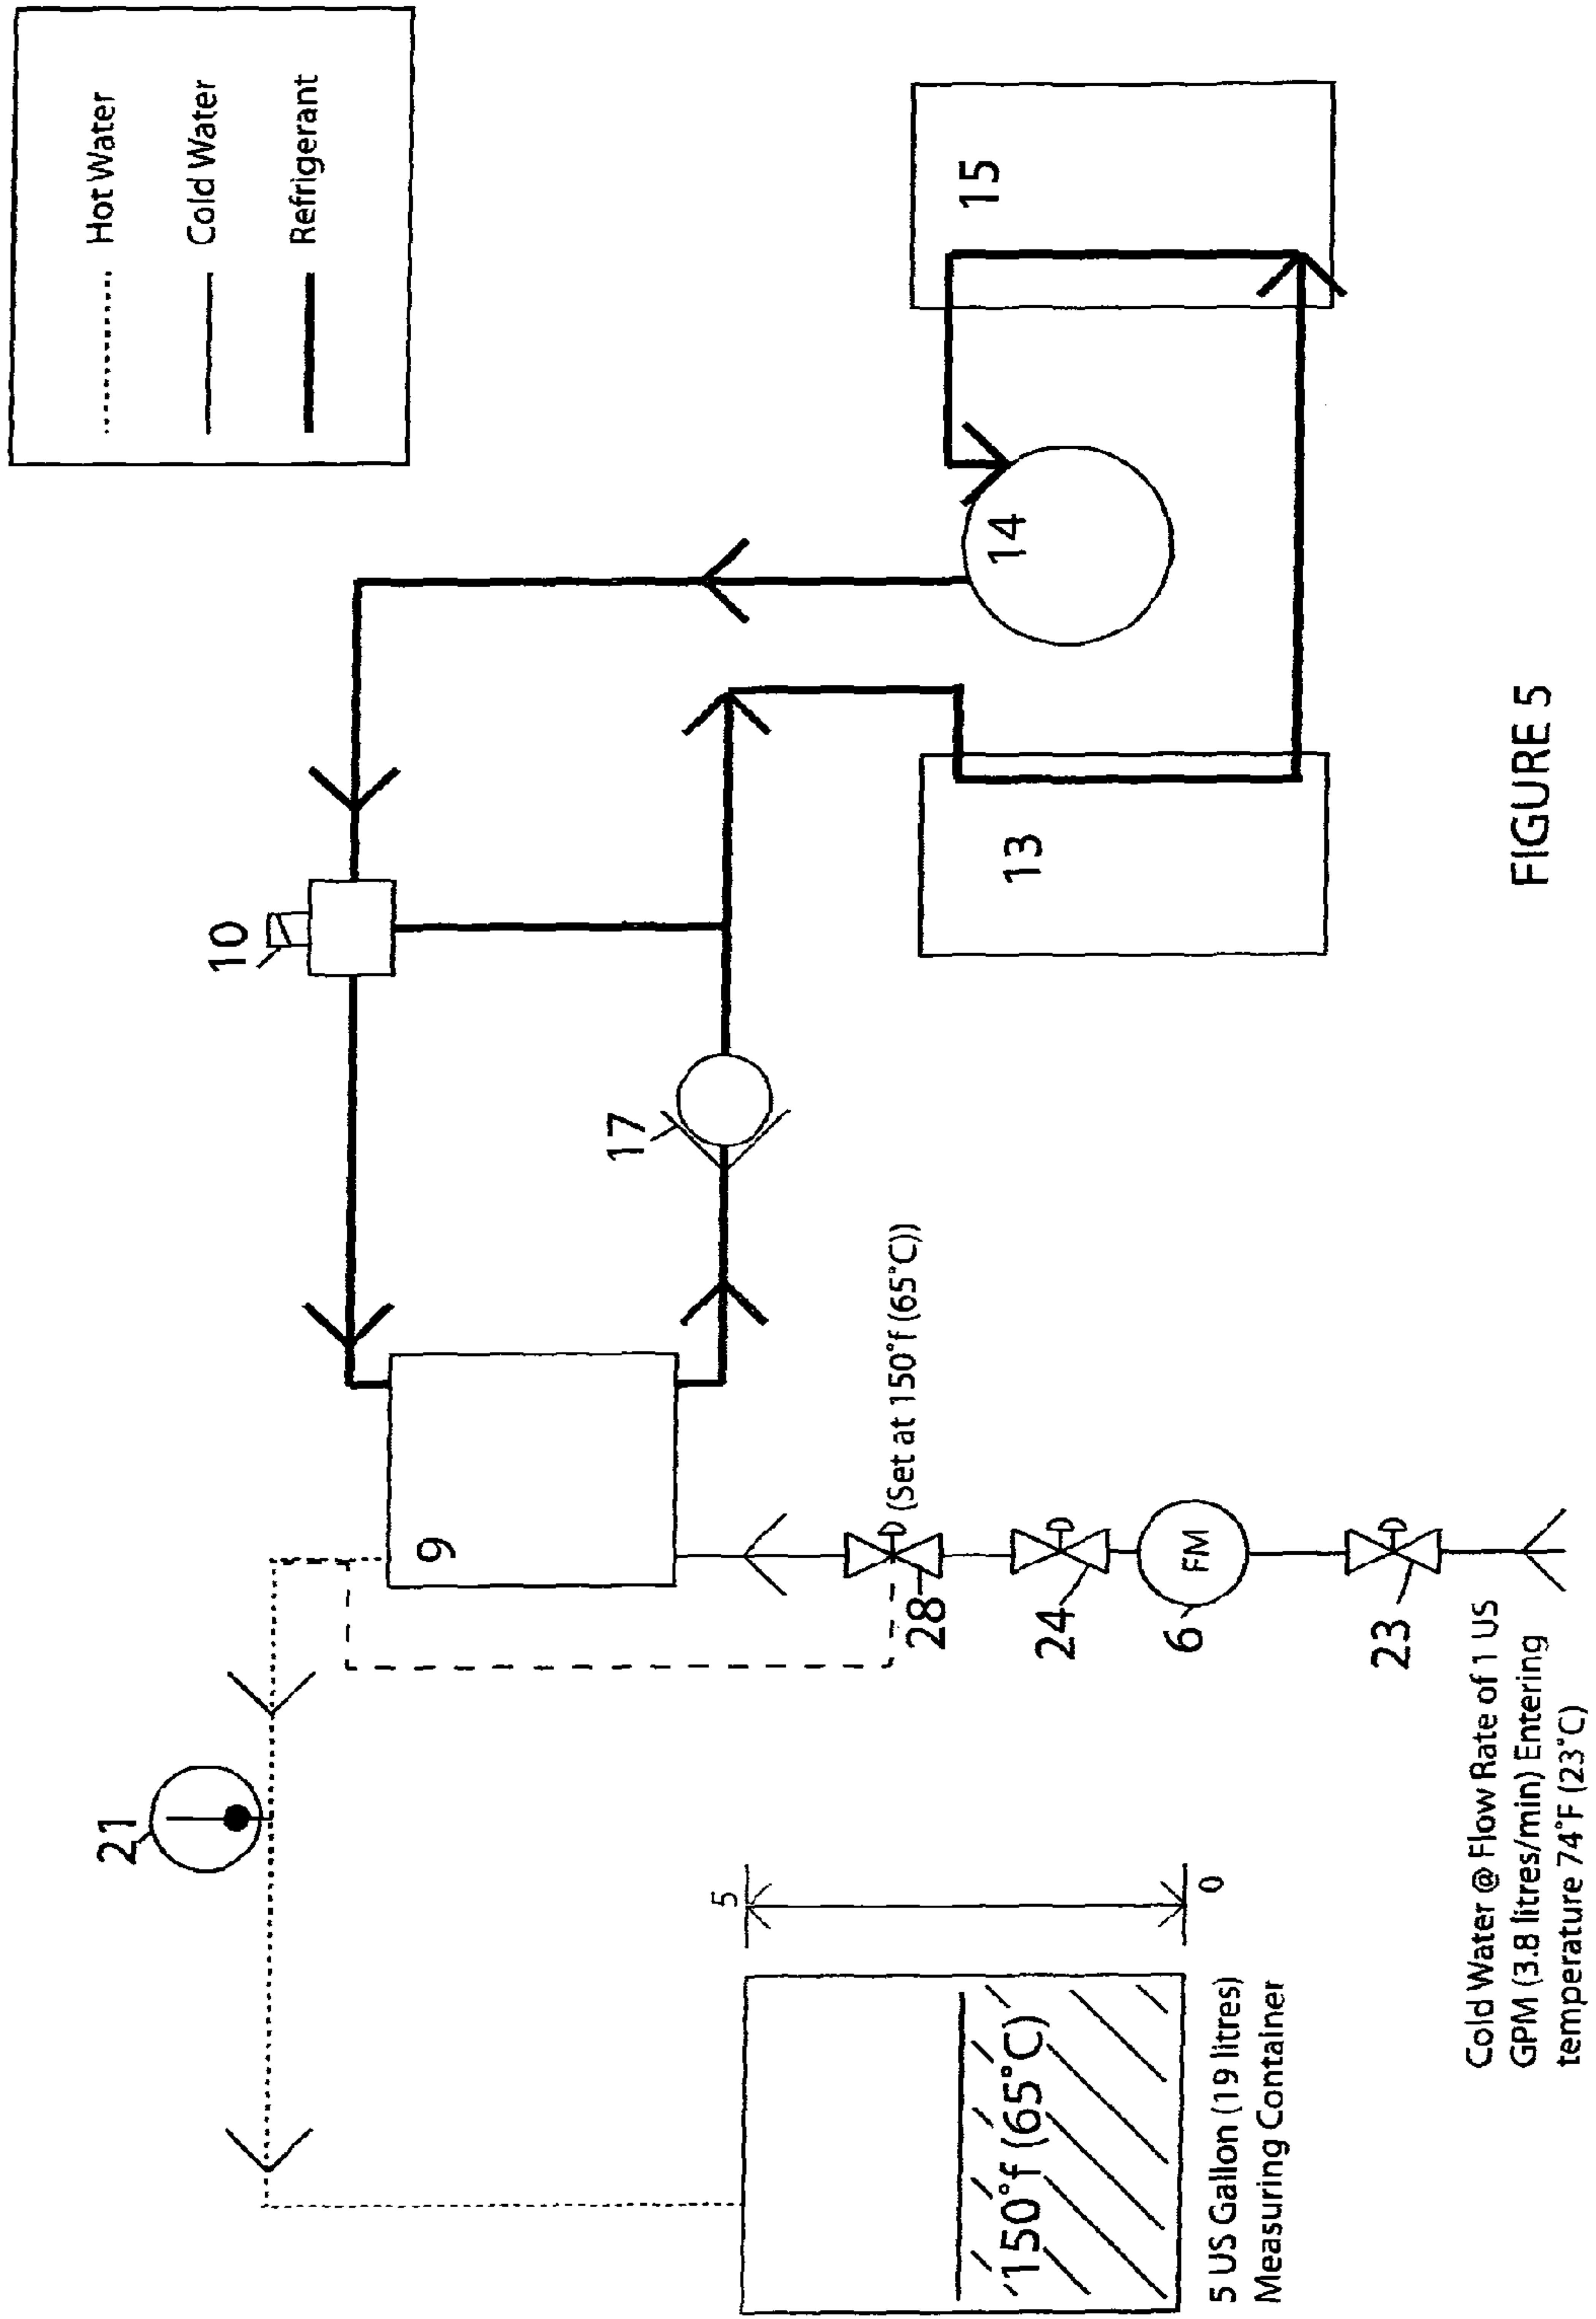 Hot Water
Cold Water
Refrigerant
21
9
10
17
14
15
13
5
0
150°f (65°C)
5 US Gallon (19 litres)
Measuring Container
28
(Set at 150°f (65°C))
24
6
FM
23
Cold Water @ Flow Rate of 1 US
GPM (3.8 litres/min) Entering
temperature 74°F (23°C)
FIGURE 5